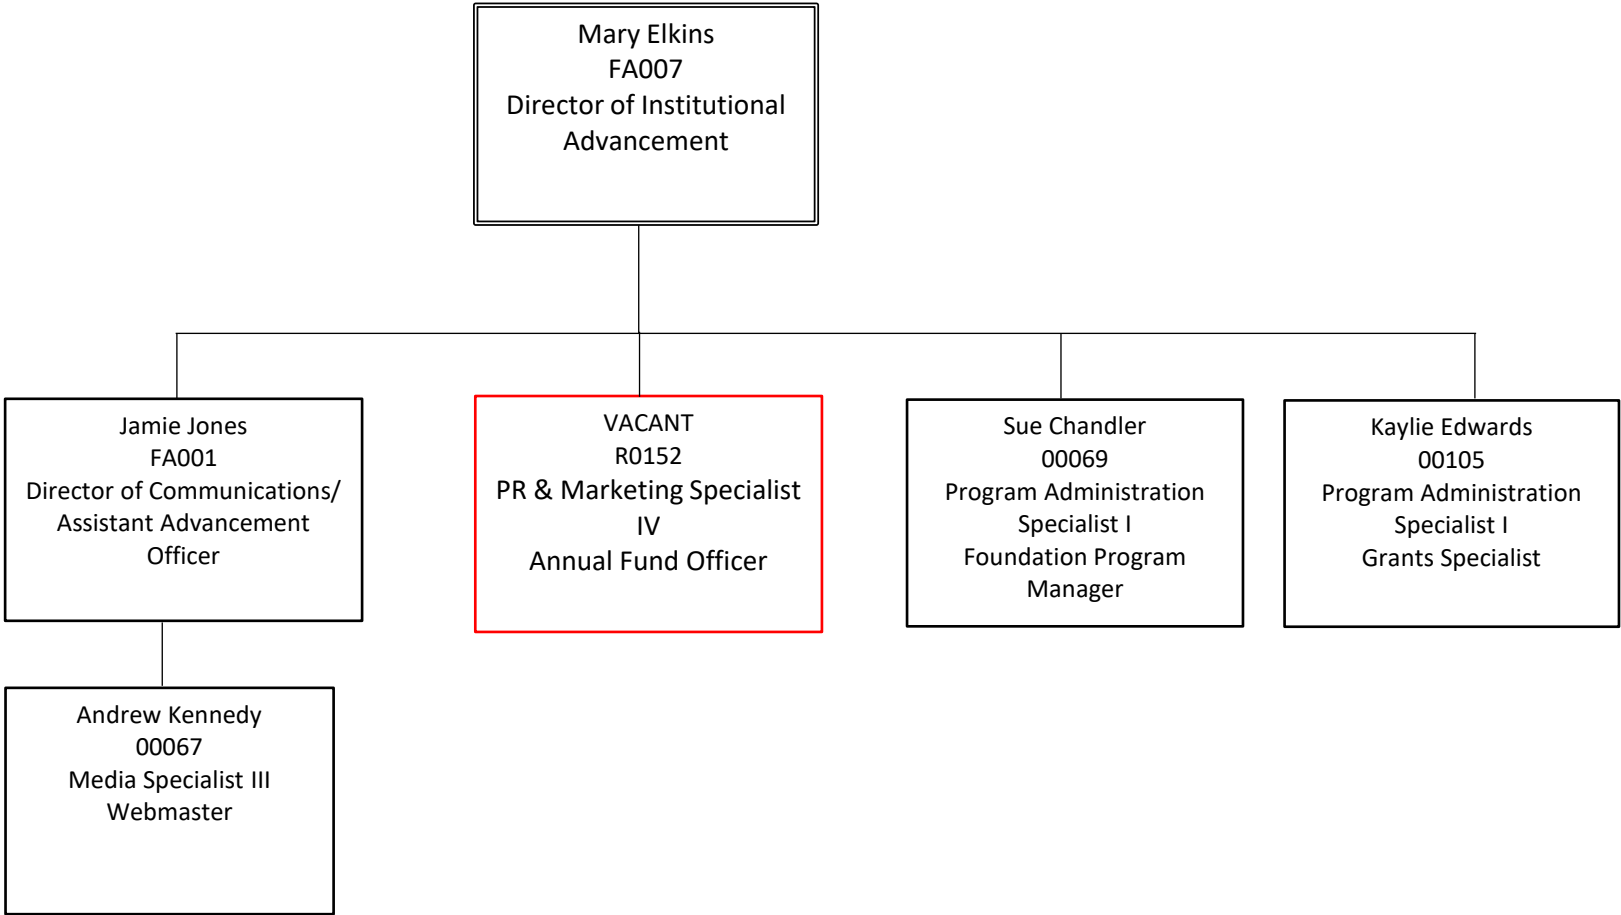 Mary Elkins
FA007
Director of Institutional
Advancement
Jamie Jones
FA001
Director of Communications/
Assistant Advancement
Officer
VACANT
R0152
PR & Marketing Specialist
IV
Annual Fund Officer
Sue Chandler
00069
Program Administration
Specialist I
Foundation Program
Manager
Kaylie Edwards
00105
Program Administration
Specialist I
Grants Specialist
Andrew Kennedy
00067
Media Specialist III
Webmaster